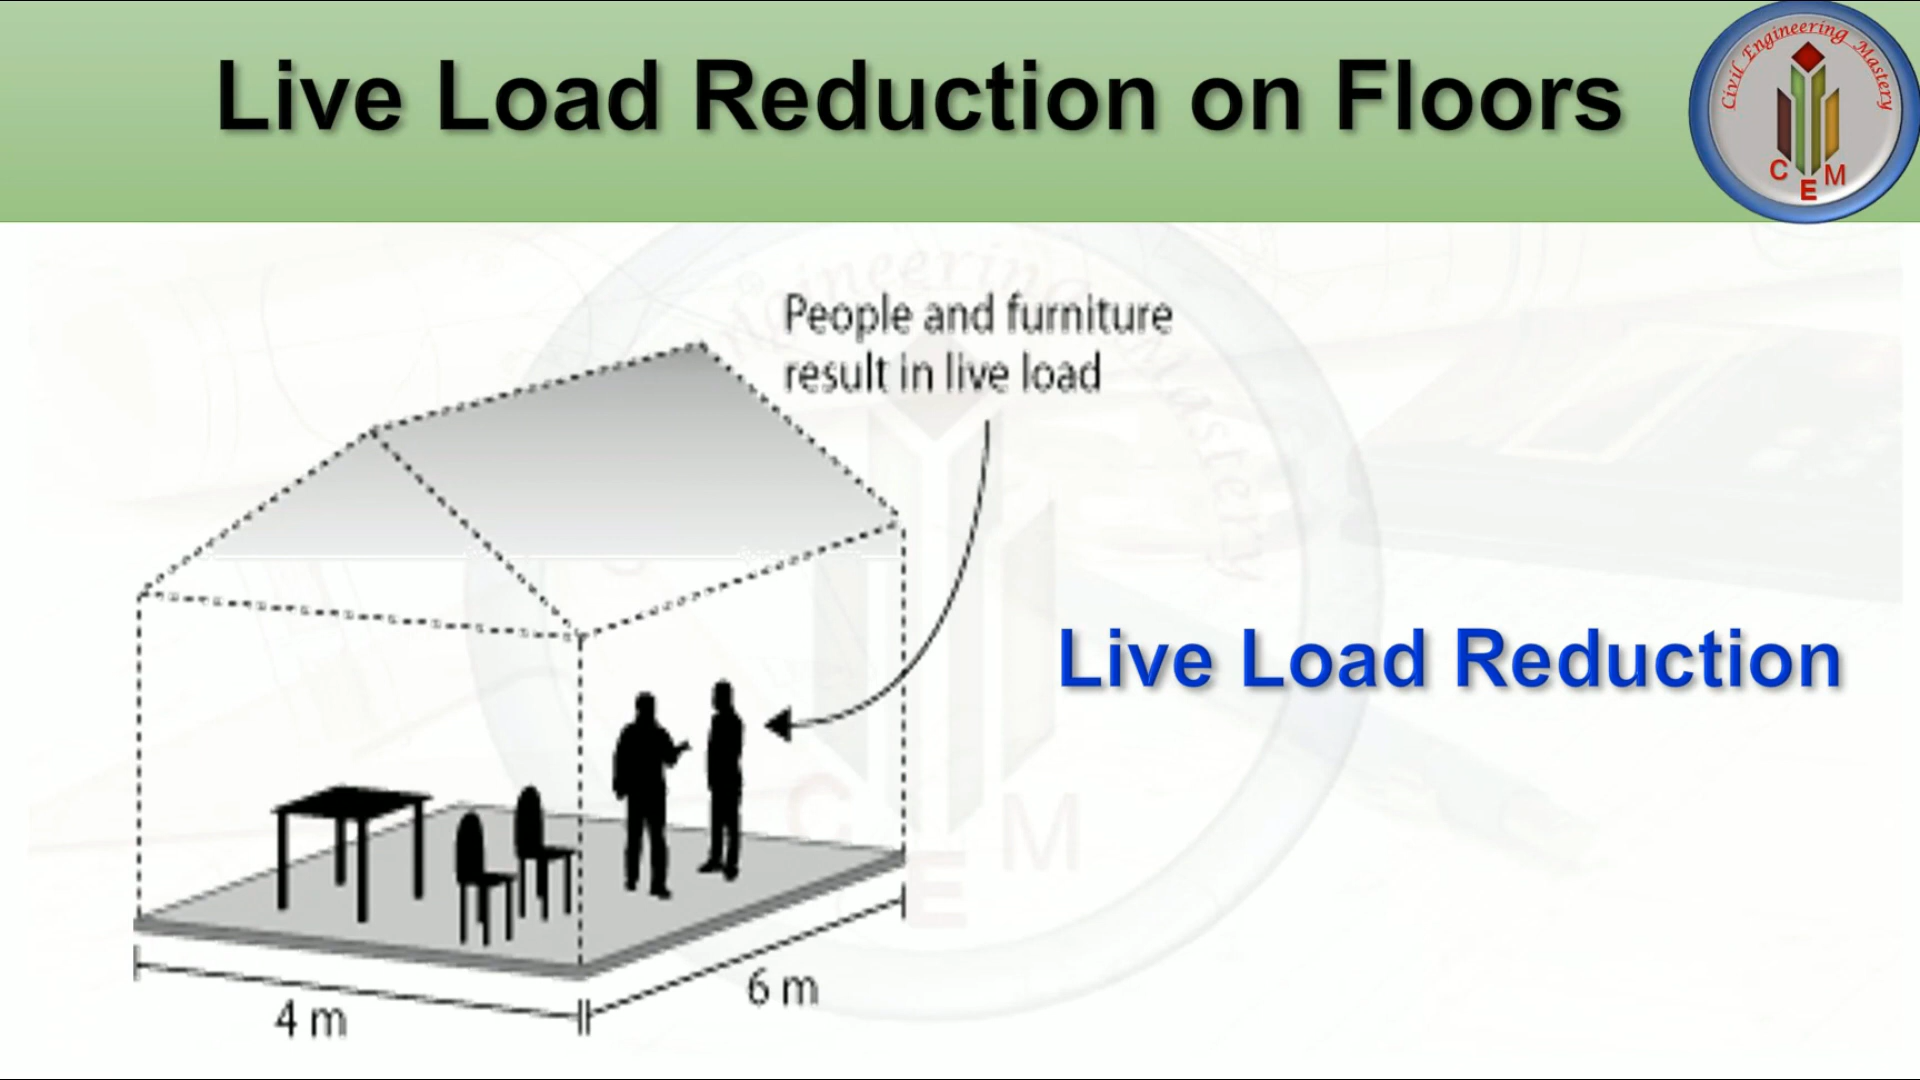 Live Load Reduction on Floors
Civil Engineering Mastery
C E M
People and furniture
result in live load
Live Load Reduction
4 m
6 m